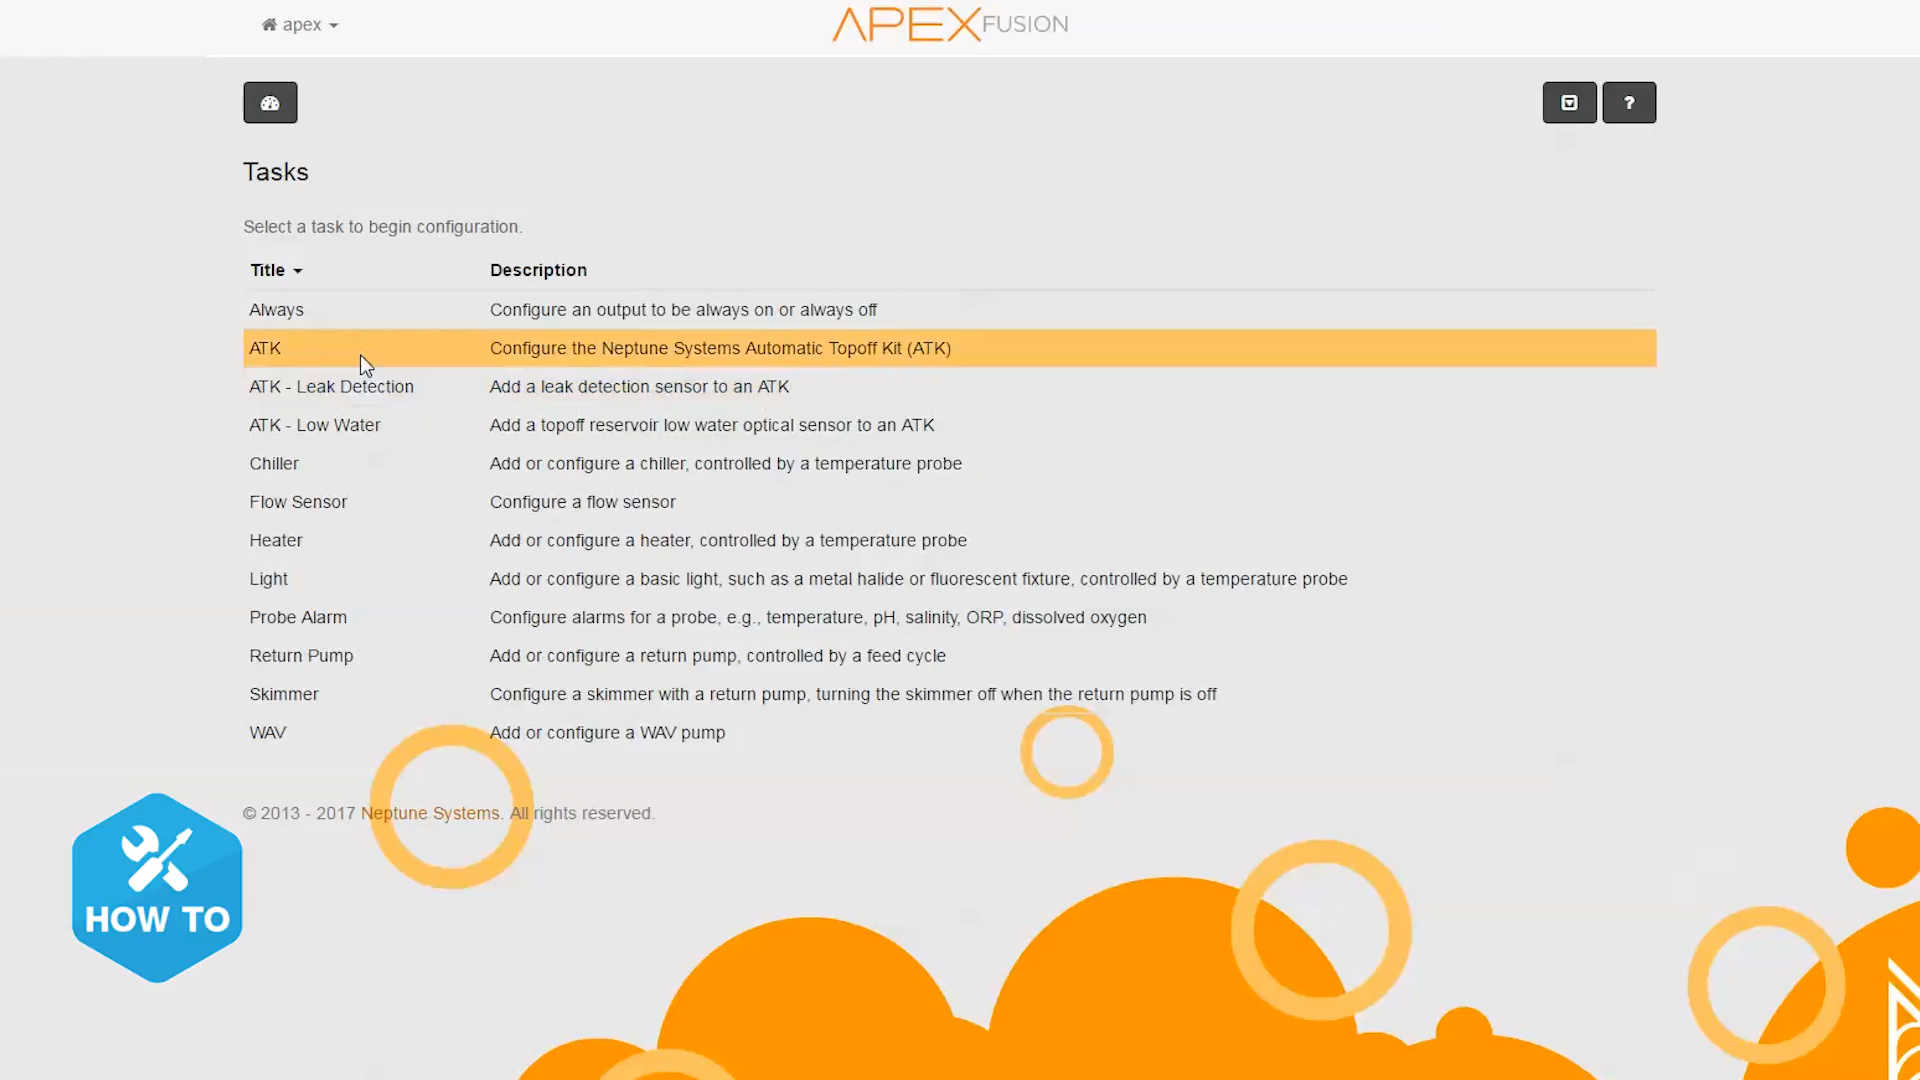 apex
APEX FUSION
?
Tasks
Select a task to begin configuration.
Title Description
Always Configure an output to be always on or always off
ATK Configure the Neptune Systems Automatic Topoff Kit (ATK)
ATK - Leak Detection Add a leak detection sensor to an ATK
ATK - Low Water Add a topoff reservoir low water optical sensor to an ATK
Chiller Add or configure a chiller, controlled by a temperature probe
Flow Sensor Configure a flow sensor
Heater Add or configure a heater, controlled by a temperature probe
Light Add or configure a basic light, such as a metal halide or fluorescent fixture, controlled by a temperature probe
Probe Alarm Configure alarms for a probe, e.g., temperature, pH, salinity, ORP, dissolved oxygen
Return Pump Add or configure a return pump, controlled by a feed cycle
Skimmer Configure a skimmer with a return pump, turning the skimmer off when the return pump is off
WAV Add or configure a WAV pump
© 2013 - 2017 Neptune Systems. All rights reserved.
HOW TO